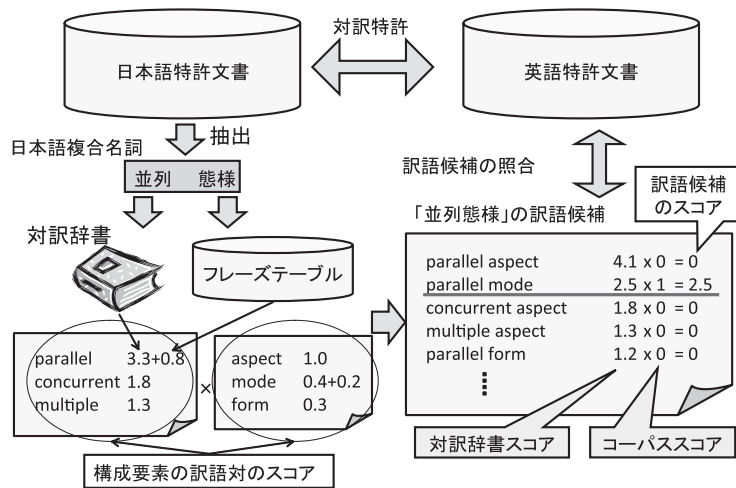 対訳特許
日本語特許文書
英語特許文書
抽出
日本語複合名詞
並列 態様
訳語候補の照合
訳語候補
のスコア
「並列態様」の訳語候補
対訳辞書
フレーズテーブル
parallel 3.3+0.8
concurrent 1.8
multiple 1.3
×
aspect 1.0
mode 0.4+0.2
form 0.3
構成要素の訳語対のスコア
parallel aspect 4.1 x 0 = 0
parallel mode 2.5 x 1 = 2.5
concurrent aspect 1.8 x 0 = 0
multiple aspect 1.3 x 0 = 0
parallel form 1.2 x 0 = 0
対訳辞書スコア
コーパススコア